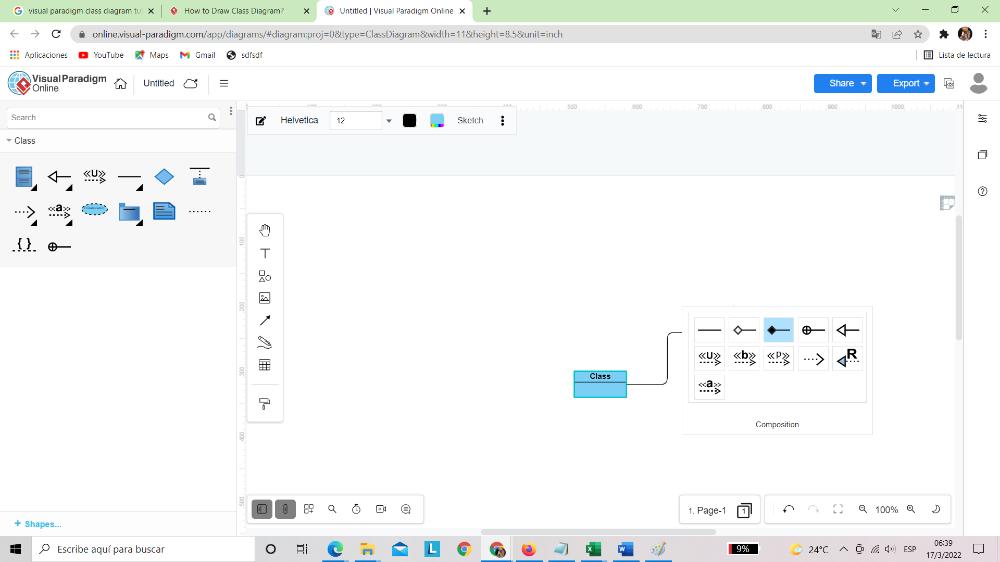 visual paradigm class diagram tu
How to Draw Class Diagram?
Untitled | Visual Paradigm Online
online.visual-paradigm.com/app/diagrams/#diagram:proj=0&type=ClassDiagram&width=11&height=8.5&unit=inch
Aplicaciones
YouTube
Maps
Gmail
sdfsdf
Lista de lectura
Visual Paradigm
Online
Untitled
Share
Export
Search
Helvetica
12
Sketch
500
600
700
800
900
1000
Class
<<U>>
<<a>>
Collaboration
{ }
0
100
200
300
400
500
<<U>>
<<b>>
<<p>>
R
<<a>>
Class
Composition
+ Shapes...
1. Page-1
1
100%
Escribe aquí para buscar
9%
24°C
ESP
06:39
17/3/2022